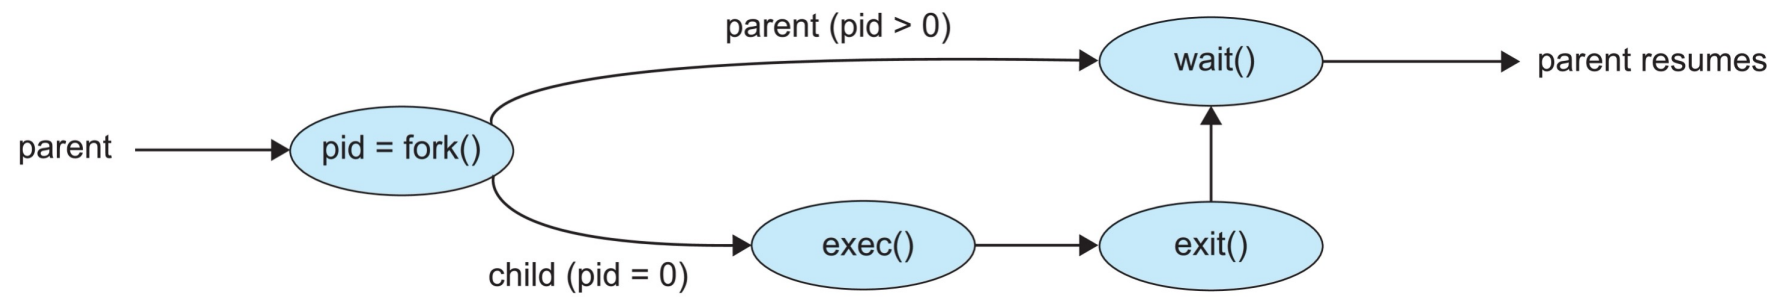 parent (pid > 0)
wait()
parent resumes
parent
pid = fork()
exec()
exit()
child (pid = 0)